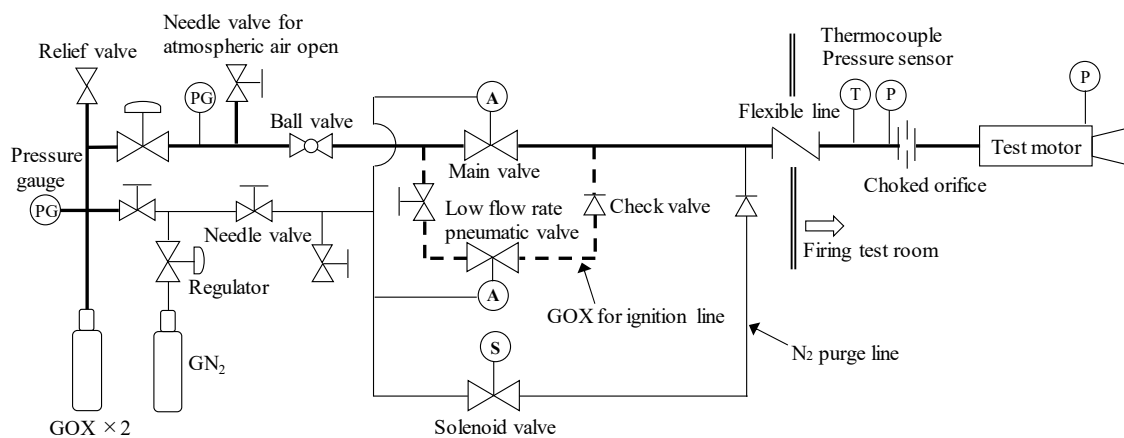 Needle valve for
atmospheric air open
Relief valve
PG
Ball valve
A
Main valve
Thermocouple
Pressure sensor
Flexible line
T
P
P
Test motor
Choked orifice
Pressure
gauge
PG
Needle valve
Regulator
Low flow rate
pneumatic valve
A
Check valve
Firing test room
GOX for ignition line
GN₂
GOX ×2
S
Solenoid valve
N₂ purge line